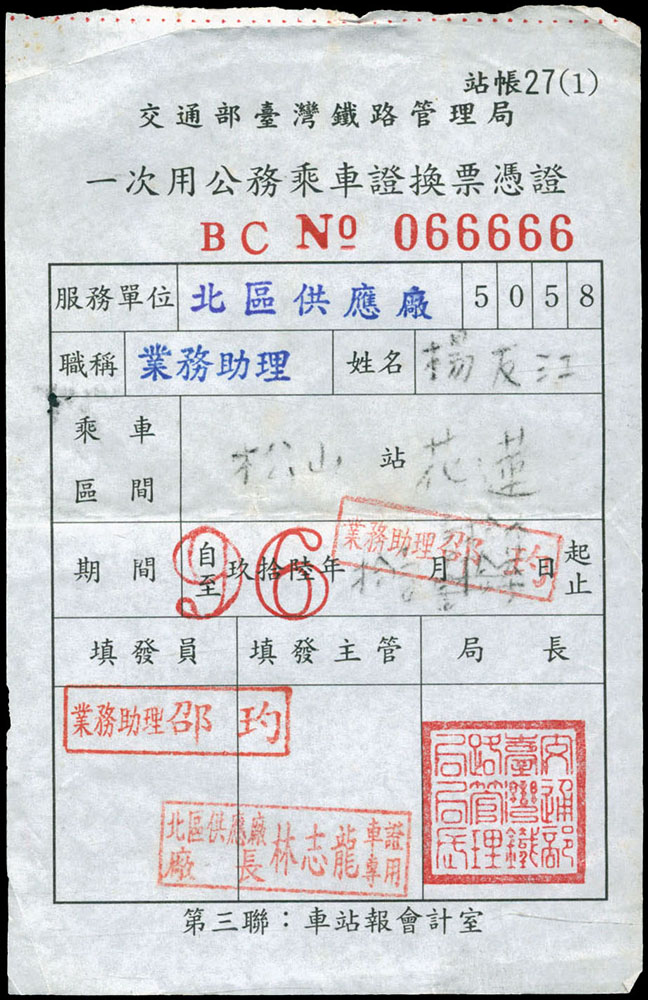 站帳27(1)
交通部臺灣鐵路管理局
一次用公務乘車證換票憑證
BC № 066666
服務單位 北區供應廠 5 0 5 8
職稱 業務助理 姓名 楊友江
乘車區間 松山 站 花蓮
業務助理 邵 玓
期間 自至 玖拾陸年 月 日 起止
96
填發員 填發主管 局長
業務助理 邵 玓
交通部臺灣鐵路管理局局長
北區供應廠廠長 林志龍 車證專用
第三聯：車站報會計室